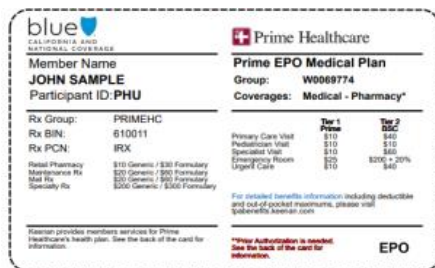 blue
CALIFORNIA AND
NATIONAL COVERAGE
Member Name
JOHN SAMPLE
Participant ID:PHU
Rx Group: PRIMEHC
Rx BIN: 610011
Rx PCN: IRX
Retail Pharmacy $10 Generic / $30 Formulary
Maintenance Rx $20 Generic / $60 Formulary
Mail Rx $20 Generic / $60 Formulary
Specialty Rx $200 Generic / $300 Formulary
Keenan provides members services for Prime
Healthcare's health plan. See the back of the card for
information.
Prime Healthcare
Prime EPO Medical Plan
Group: W0069774
Coverages: Medical - Pharmacy*
Tier 1 Tier 2
Prime BSC
Primary Care Visit $10 $40
Pediatrician Visit $10 $10
Specialist Visit $10 $60
Emergency Room $25 $200 + 20%
Urgent Care $10 $40
For detailed benefits information including deductible
and out-of-pocket maximums, please visit
tpabenefits.keenan.com
**Prior Authorization is needed.
See the back of the card for
information.
EPO